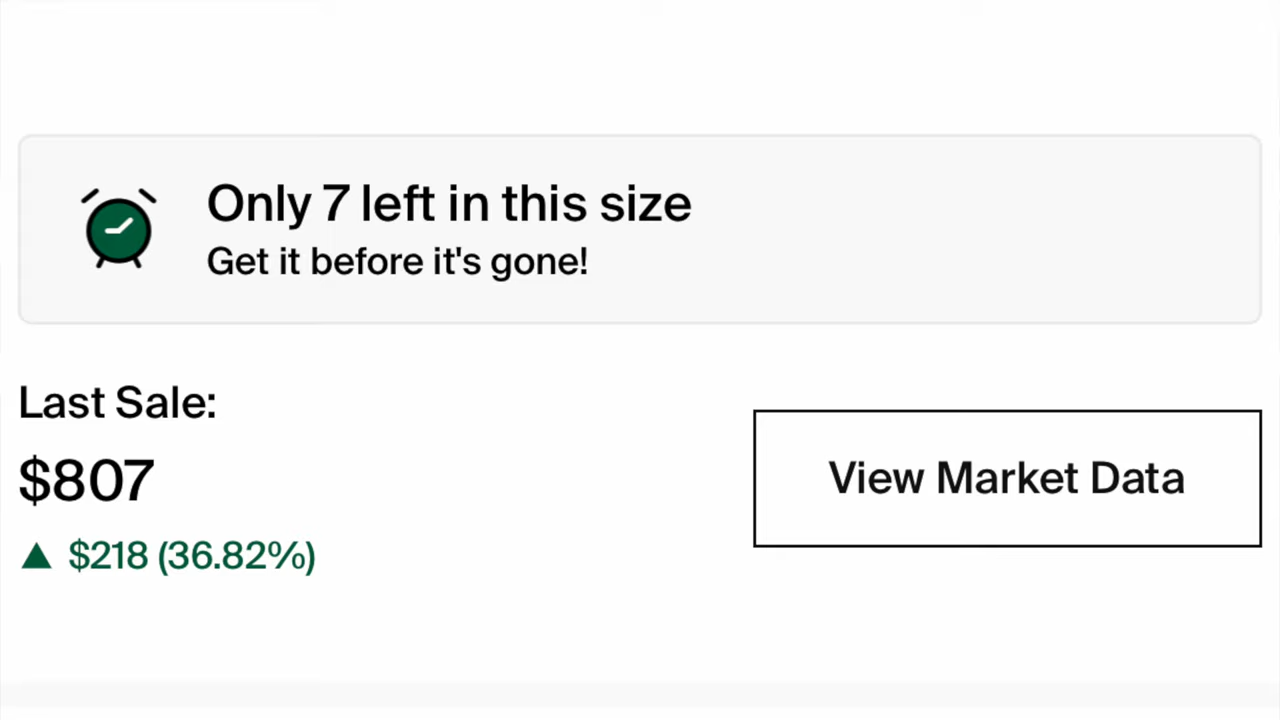 Only 7 left in this size
Get it before it's gone!
Last Sale:
$807
▲ $218 (36.82%)
View Market Data